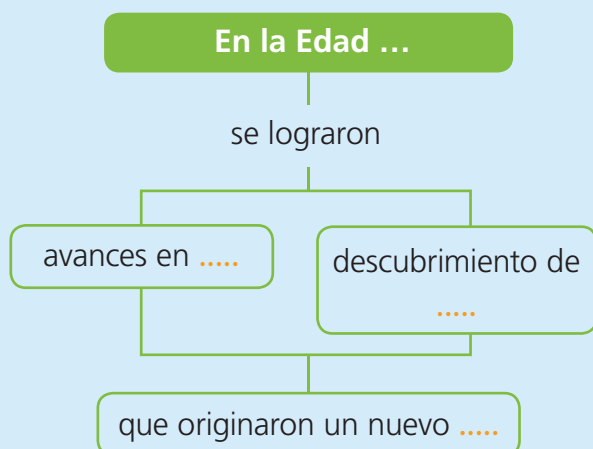 En la Edad ...
se lograron
avances en .....
descubrimiento de
.....
que originaron un nuevo .....